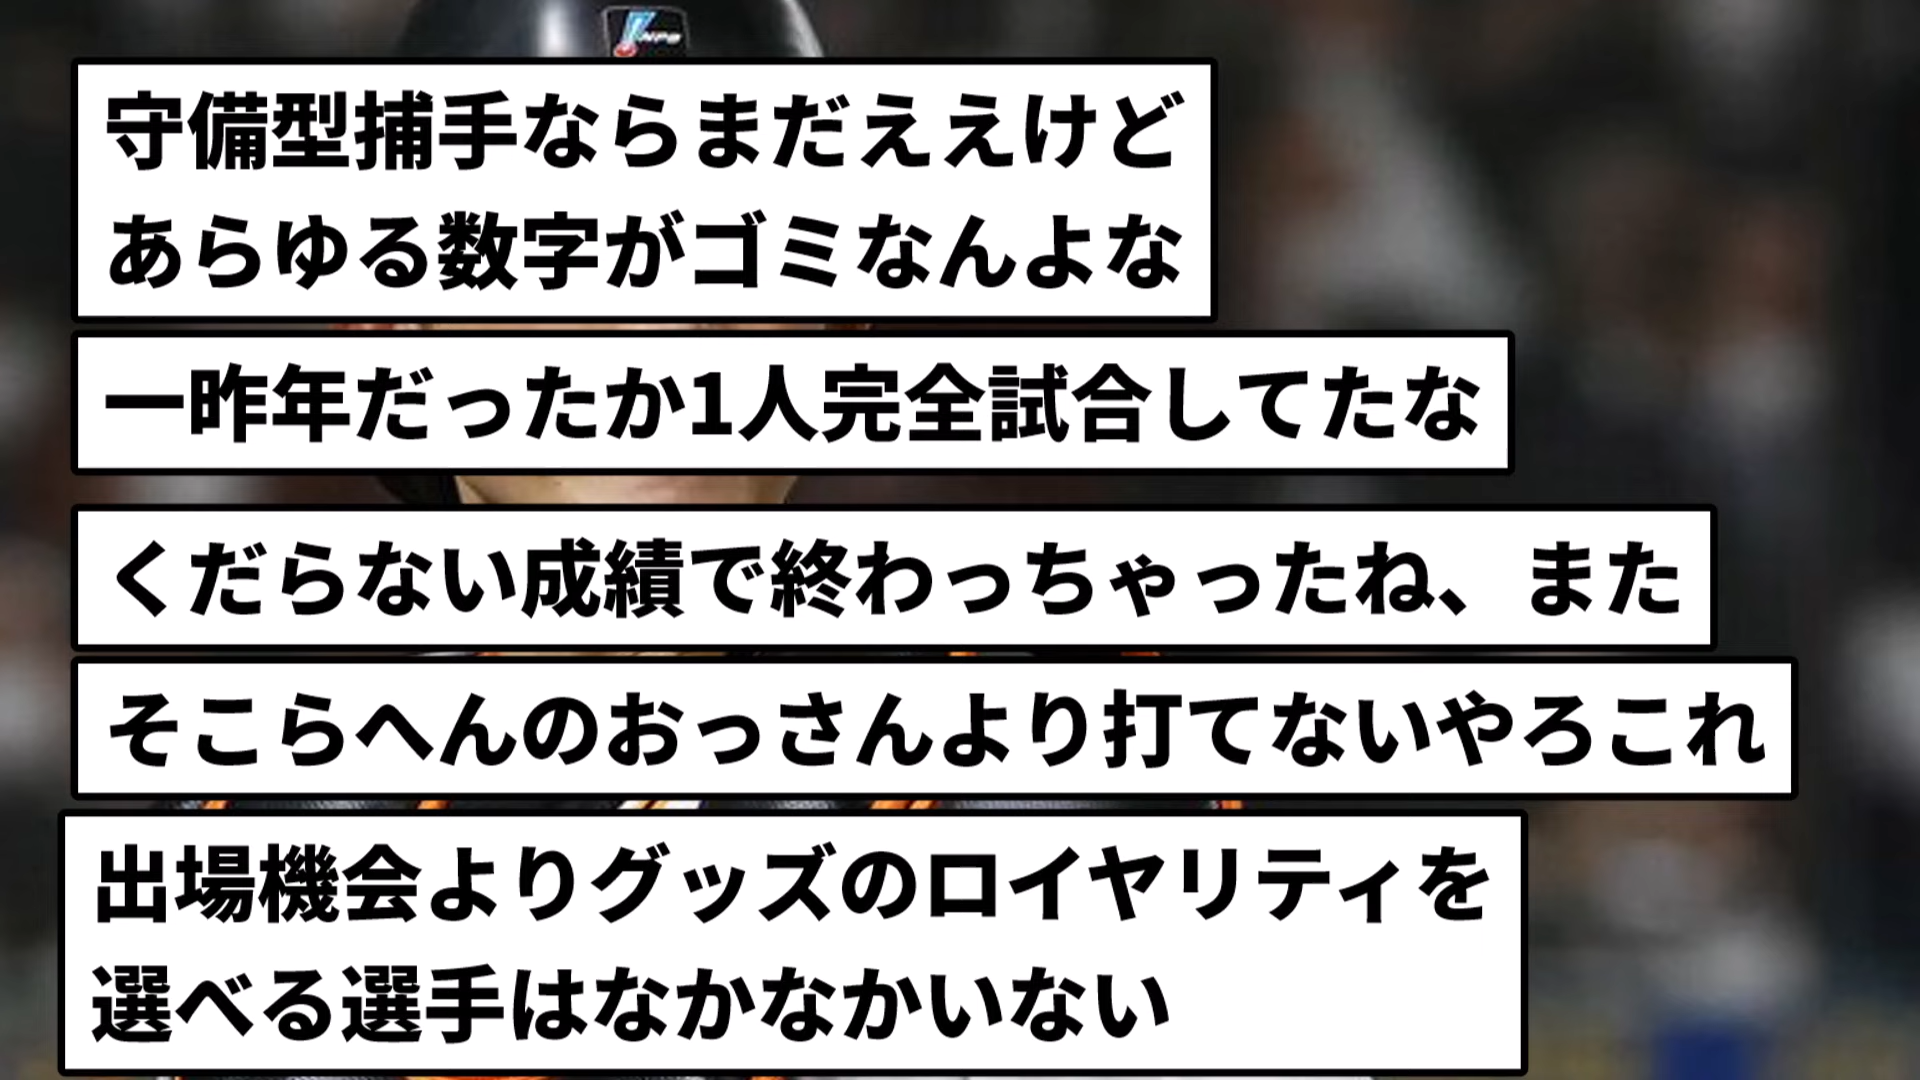 NPB
守備型捕手ならまだええけど
あらゆる数字がゴミなんよな
一昨年だったか1人完全試合してたな
くだらない成績で終わっちゃったね、また
そこらへんのおっさんより打てないやろこれ
出場機会よりグッズのロイヤリティを
選べる選手はなかなかいない